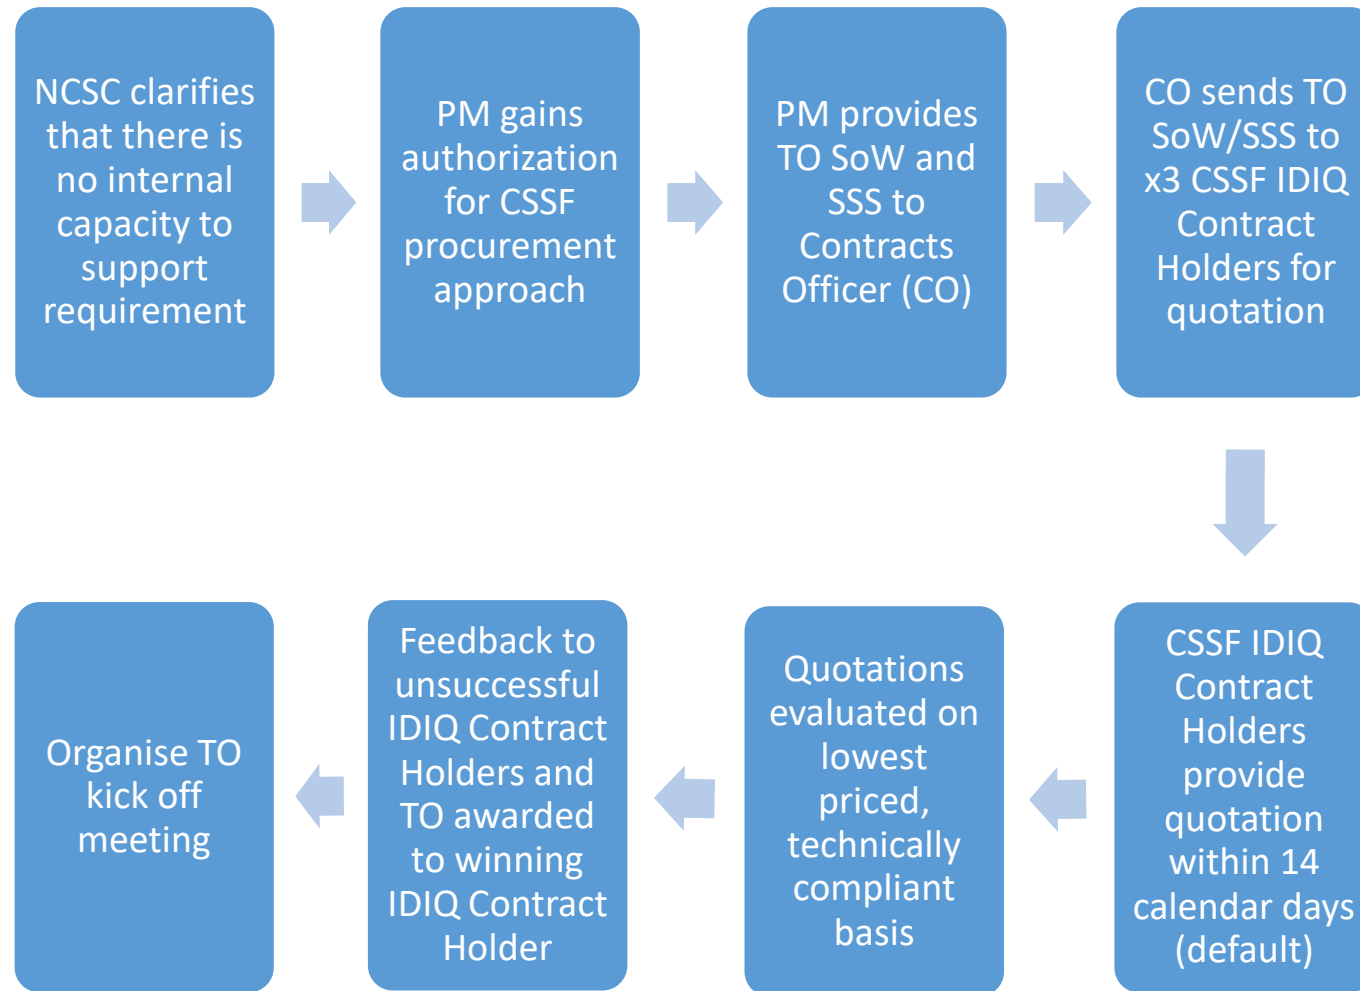 NCSC clarifies
that there is
no internal
capacity to
support
requirement
PM gains
authorization
for CSSF
procurement
approach
PM provides
TO SoW and
SSS to
Contracts
Officer (CO)
CO sends TO
SoW/SSS to
x3 CSSF IDIQ
Contract
Holders for
quotation
CSSF IDIQ
Contract
Holders
provide
quotation
within 14
calendar days
(default)
Quotations
evaluated on
lowest
priced,
technically
compliant
basis
Feedback to
unsuccessful
IDIQ Contract
Holders and
TO awarded
to winning
IDIQ Contract
Holder
Organise TO
kick off
meeting